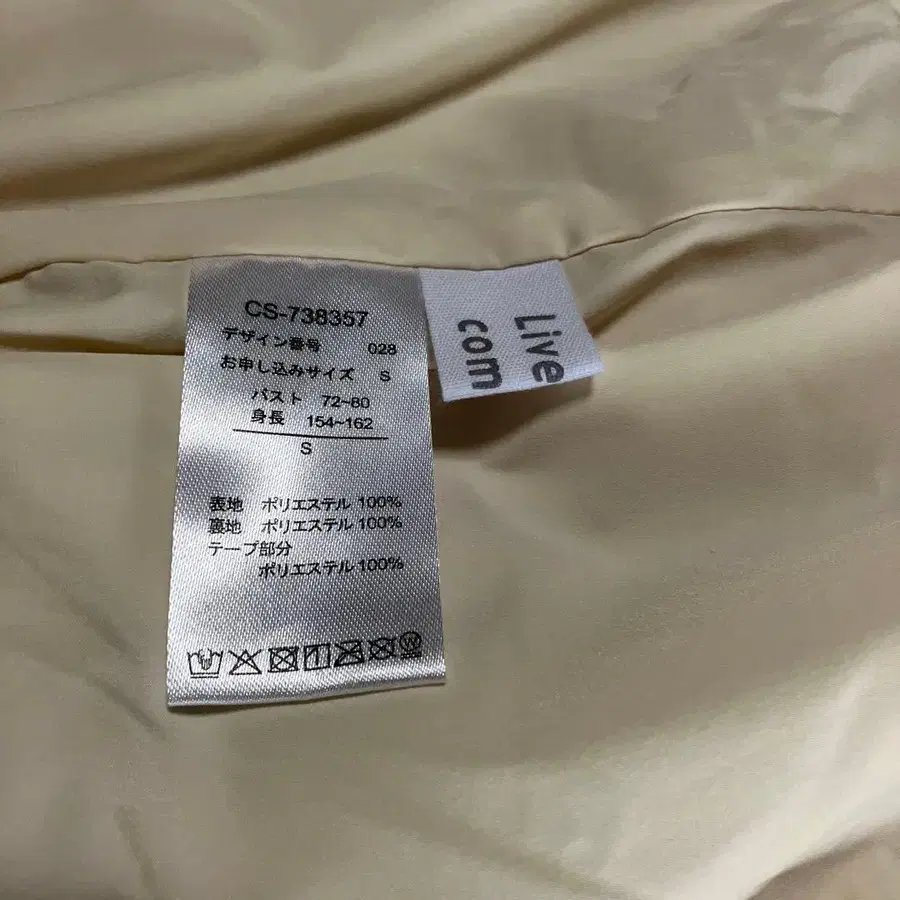 CS-738357
デザイン番号 028
お申し込みサイズ S
バスト 72~80
身長 154~162
S
表地 ポリエステル 100%
裏地 ポリエステル 100%
テープ部分
ポリエステル 100%
W
Live
com